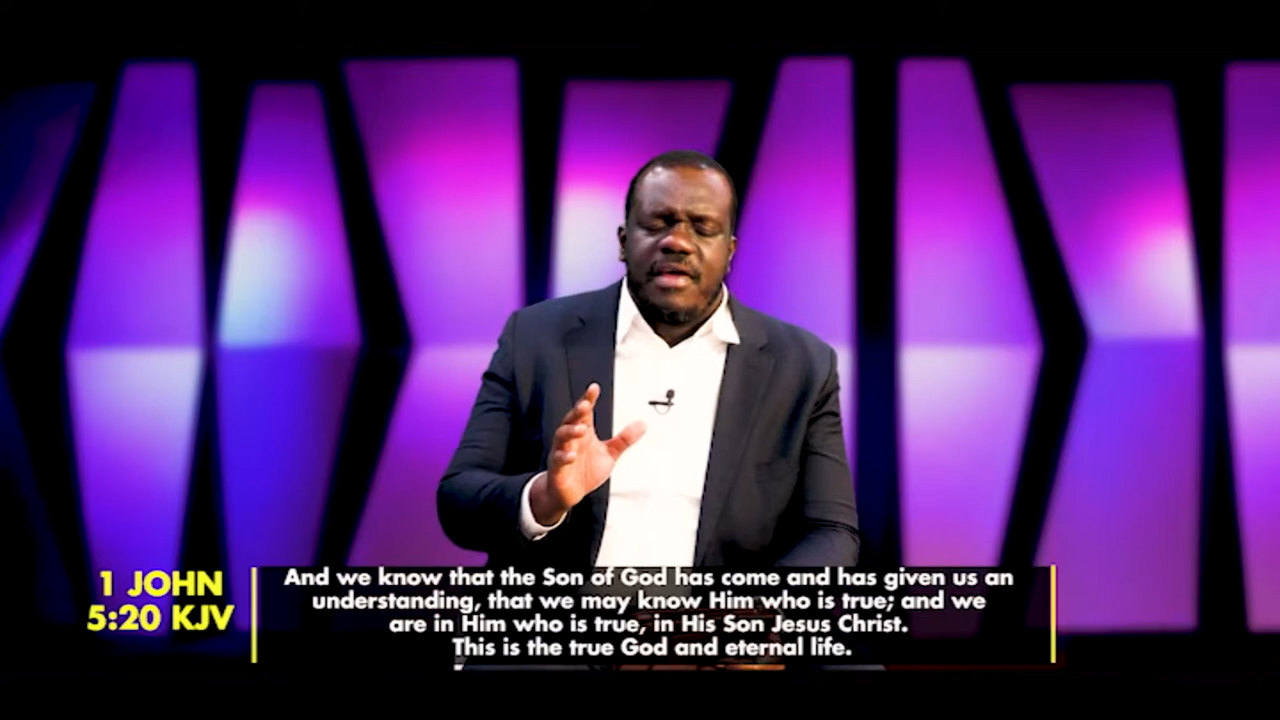 1 JOHN
5:20 KJV
And we know that the Son of God has come and has given us an
understanding, that we may know Him who is true; and we
are in Him who is true, in His Son Jesus Christ.
This is the true God and eternal life.